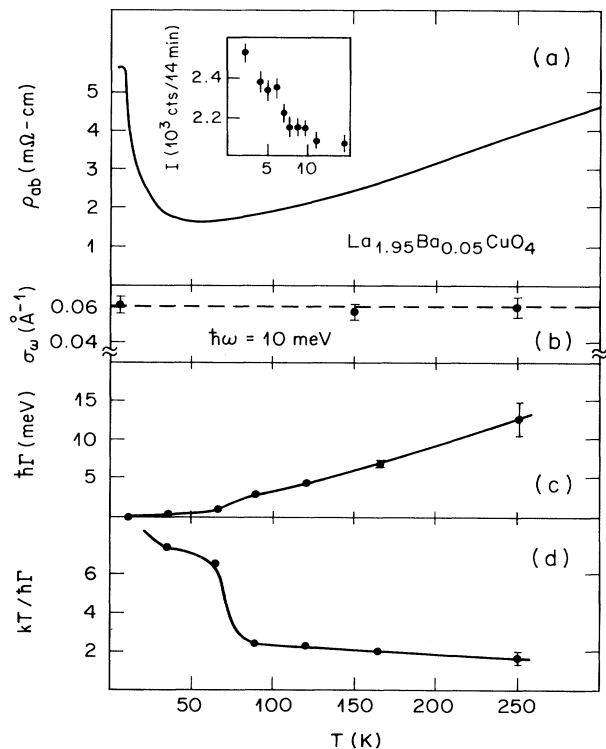 (a)
5
4
3
2
1
ρab (mΩ-cm)
2.4
2.2
I (10³ cts/14 min)
5 10
La1.95Ba0.05CuO4
0.06
0.04
σω (Å⁻¹)
ħω = 10 meV
(b)
15
10
5
ħΓ (meV)
(c)
6
4
2
kT/ħΓ
(d)
50 100 150 200 250
T (K)